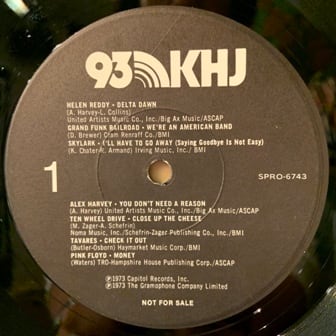 93 KHJ
HELEN REDDY • DELTA DAWN
(A. Harvey-L. Collins)
United Artists Music Co., Inc./Big Ax Music/ASCAP
GRAND FUNK RAILROAD • WE'RE AN AMERICAN BAND
(D. Brewer) Cram Renraff Co./BMI
SKYLARK • I'LL HAVE TO GO AWAY (Saying Goodbye Is Not Easy)
(K. Chater-R. Armand) Irving Music, Inc./ BMI
1
SPRO-6743
ALEX HARVEY • YOU DON'T NEED A REASON
(A. Harvey) United Artists Music Co., Inc./Big Ax Music/ASCAP
TEN WHEEL DRIVE • CLOSE UP THE CHEESE
(M. Zager-A. Schefrin)
Noma Music, Inc./Schefrin-Zager Publishing Co./BMI
TAVARES • CHECK IT OUT
(Butler-Osborn) Haymarket Music Corp./BMI
PINK FLOYD • MONEY
(Waters) TRO-Hampshire House Publishing Corp./ASCAP
©1973 Capitol Records, Inc.
℗1973 The Gramophone Company Limited
NOT FOR SALE